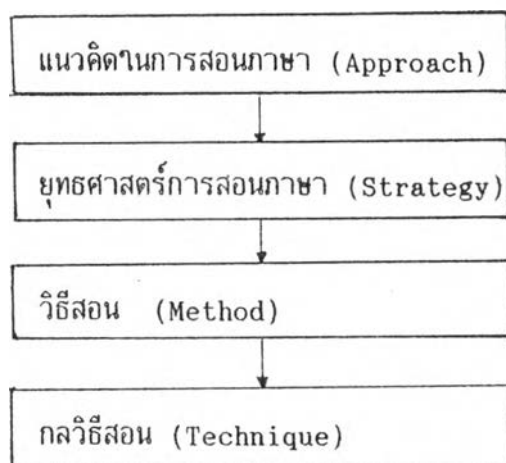 แนวคิดในการสอนภาษา (Approach)
ยุทธศาสตร์การสอนภาษา (Strategy)
วิธีสอน (Method)
กลวิธีสอน (Technique)